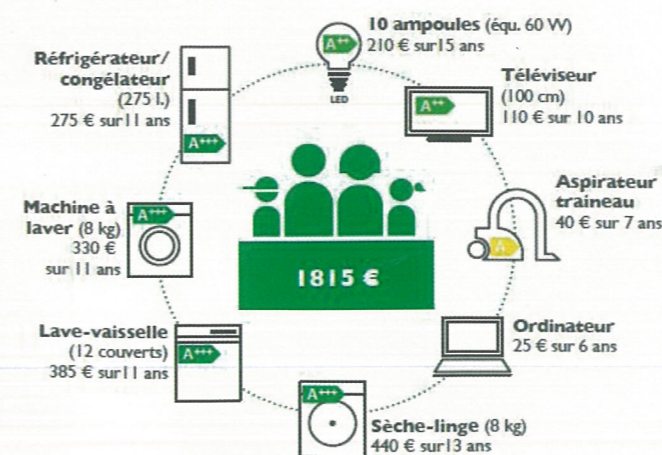 10 ampoules (équ. 60 W)
210 € sur15 ans
A++
LED
Téléviseur
(100 cm)
110 € sur 10 ans
A++
Aspirateur
traineau
40 € sur 7 ans
A
Ordinateur
25 € sur 6 ans
Sèche-linge (8 kg)
440 € sur13 ans
A+++
Lave-vaisselle
(12 couverts)
385 € sur11 ans
A+++
Machine à
laver (8 kg)
330 €
sur 11 ans
A+++
Réfrigérateur/
congélateur
(275 l.)
275 € sur11 ans
A+++
1815 €